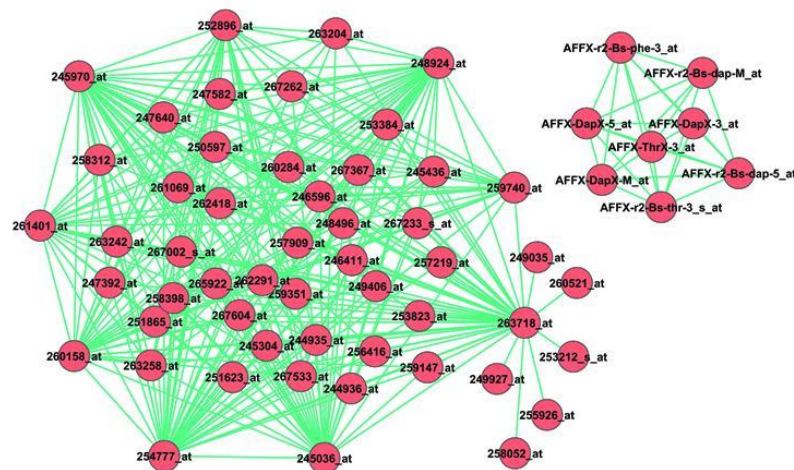 252896_at
263204_at
AFFX-r2-Bs-phe-3_at
248924_at
245970_at
AFFX-r2-Bs-dap-M_at
247582_at
267262_at
247640_at
253384_at
AFFX-DapX-5_at
AFFX-DapX-3_at
250597_at
AFFX-ThrX-3_at
258312_at
260284_at
267367_at
245436_at
AFFX-r2-Bs-dap-5_at
AFFX-DapX-M_at
261069_at
259740_at
262418_at
246596_at
AFFX-r2-Bs-thr-3_s_at
261401_at
248496_at
267233_s_at
263242_at
267002_s_at
257909_at
249035_at
246411_at
257219_at
247392_at
265922_at
262291_at
260521_at
249406_at
258398_at
259351_at
251865_at
267604_at
253823_at
263718_at
260158_at
245304_at
244935_at
256416_at
253212_s_at
263258_at
259147_at
251623_at
267533_at
244936_at
249927_at
255926_at
254777_at
245036_at
258052_at